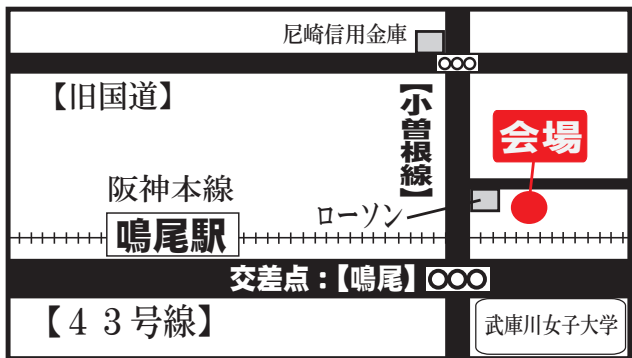 尼崎信用金庫
【旧国道】
【小曽根線】
会場
阪神本線
ローソン
鳴尾駅
交差点：【鳴尾】
【４３号線】
武庫川女子大学